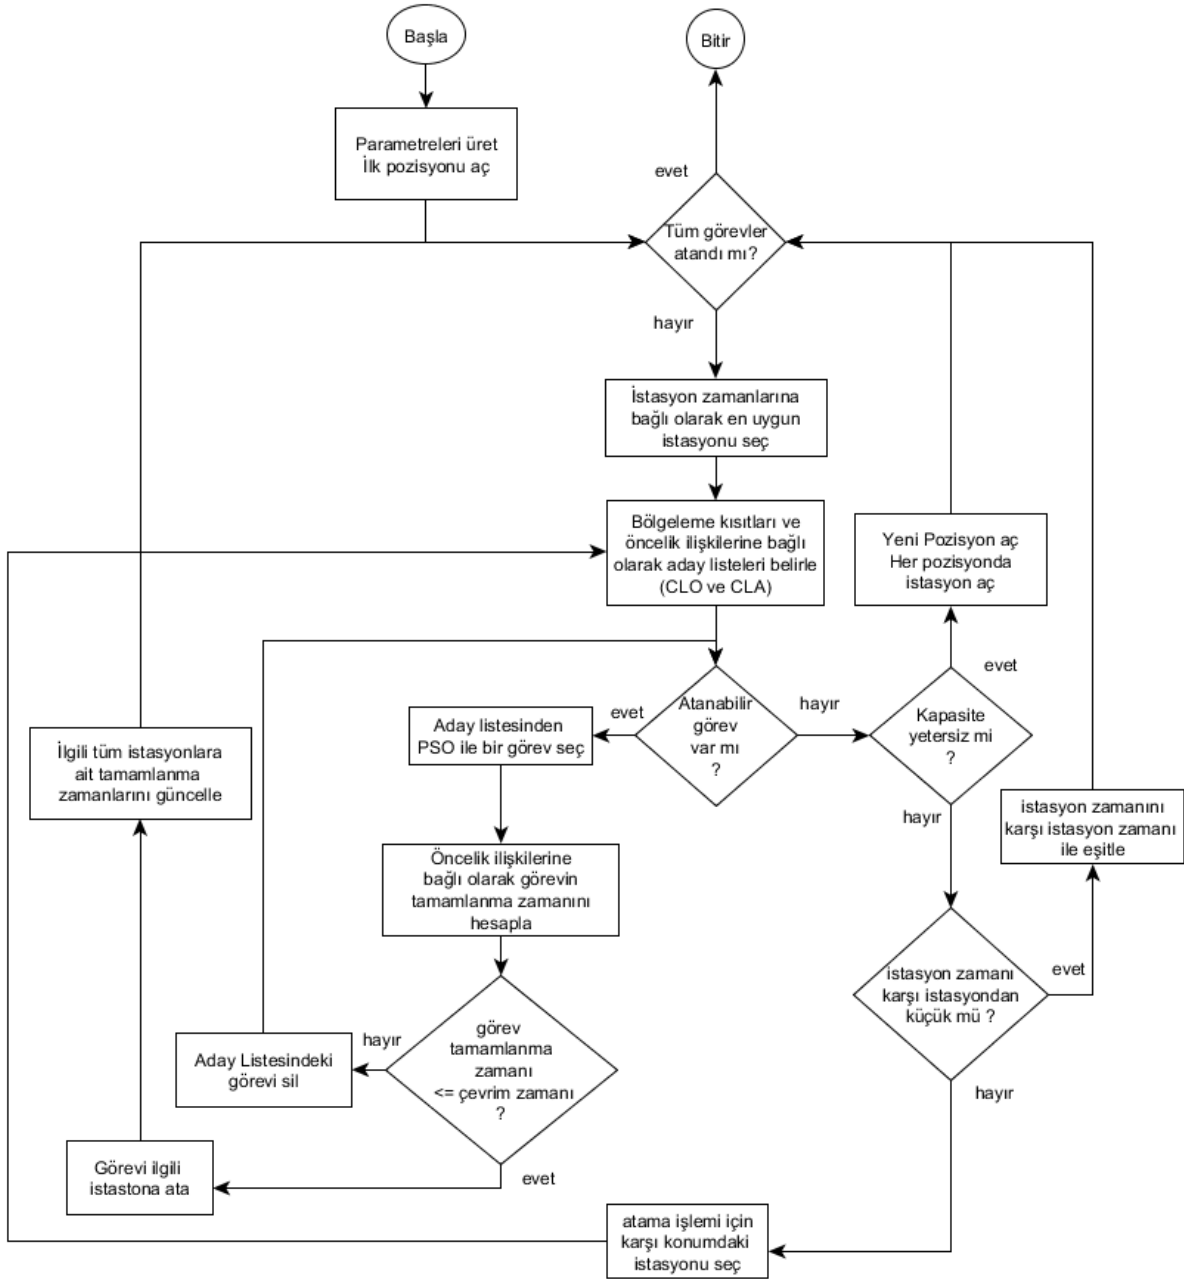 Başla
Bitir
Parametreleri üret
İlk pozisyonu aç
evet
Tüm görevler
atandı mı?
hayır
İstasyon zamanlarına
bağlı olarak en uygun
istasyonu seç
Bölgeleme kısıtları ve
öncelik ilişkilerine bağlı
olarak aday listeleri belirle
(CLO ve CLA)
Yeni Pozisyon aç
Her pozisyonda
istasyon aç
evet
Atanabilir
görev
var mı
?
evet
hayır
Kapasite
yetersiz mi
?
hayır
Aday listesinden
PSO ile bir görev seç
İlgili tüm istasyonlara
ait tamamlanma
zamanlarını güncelle
istasyon zamanını
karşı istasyon zamanı
ile eşitle
Öncelik ilişkilerine
bağlı olarak görevin
tamamlanma zamanını
hesapla
istasyon zamanı
karşı istasyondan
küçük mü ?
evet
hayır
görev
tamamlanma
zamanı
<= çevrim zamanı
?
hayır
Aday Listesindeki
görevi sil
evet
Görevi ilgili
istastona ata
atama işlemi için
karşı konumdaki
istasyonu seç